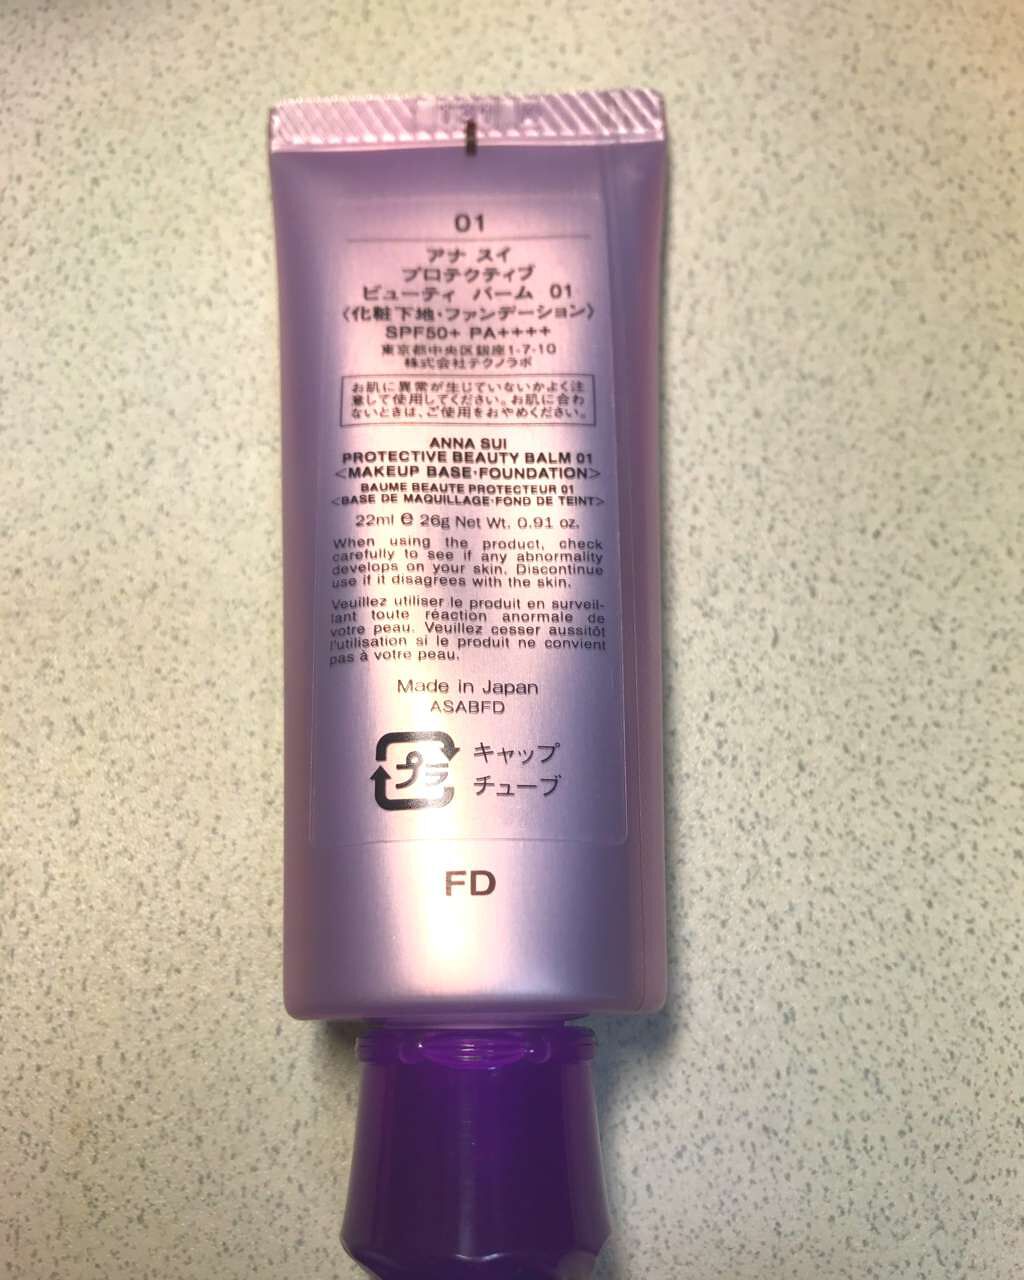 01
アナ スイ
プロテクティブ
ビューティ バーム 01
〈化粧下地・ファンデーション〉
SPF50+ PA++++
東京都中央区銀座1-7-10
株式会社テクノラボ
お肌に異常が生じていないかよく注
意して使用してください。お肌に合わ
ないときは、ご使用をおやめください。
ANNA SUI
PROTECTIVE BEAUTY BALM 01
<MAKEUP BASE·FOUNDATION>
BAUME BEAUTE PROTECTEUR 01
<BASE DE MAQUILLAGE·FOND DE TEINT>
22ml e 26g Net Wt. 0.91 oz.
When using the product, check
carefully to see if any abnormality
develops on your skin. Discontinue
use if it disagrees with the skin.
Veuillez utiliser le produit en surveil-
lant toute réaction anormale de
votre peau. Veuillez cesser aussitôt
l'utilisation si le produit ne convient
pas à votre peau.
Made in Japan
ASABFD
プラ キャップ
チューブ
FD